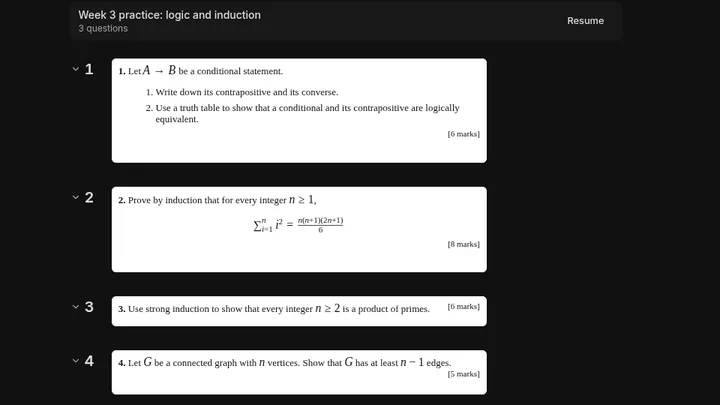 Week 3 practice: logic and induction
3 questions
Resume
1
1. Let A → B be a conditional statement.
1. Write down its contrapositive and its converse.
2. Use a truth table to show that a conditional and its contrapositive are logically
equivalent.
[6 marks]
2
2. Prove by induction that for every integer n ≥ 1,
∑ⁿᵢ₌₁ i² = n(n+1)(2n+1)/6
[8 marks]
3
3. Use strong induction to show that every integer n ≥ 2 is a product of primes.
[6 marks]
4
4. Let G be a connected graph with n vertices. Show that G has at least n − 1 edges.
[5 marks]